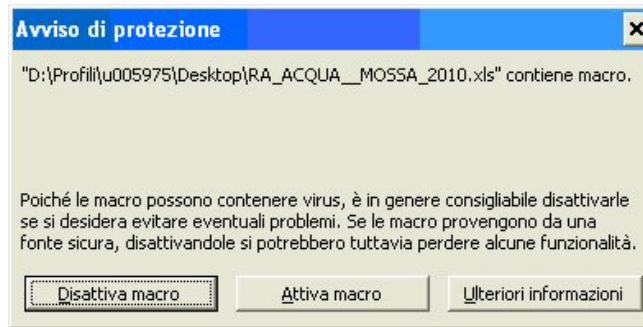 Avviso di protezione
"D:\Profili\u005975\Desktop\RA_ACQUA__MOSSA_2010.xls" contiene macro.
Poiché le macro possono contenere virus, è in genere consigliabile disattivarle
se si desidera evitare eventuali problemi. Se le macro provengono da una
fonte sicura, disattivandole si potrebbero tuttavia perdere alcune funzionalità.
Disattiva macro Attiva macro Ulteriori informazioni